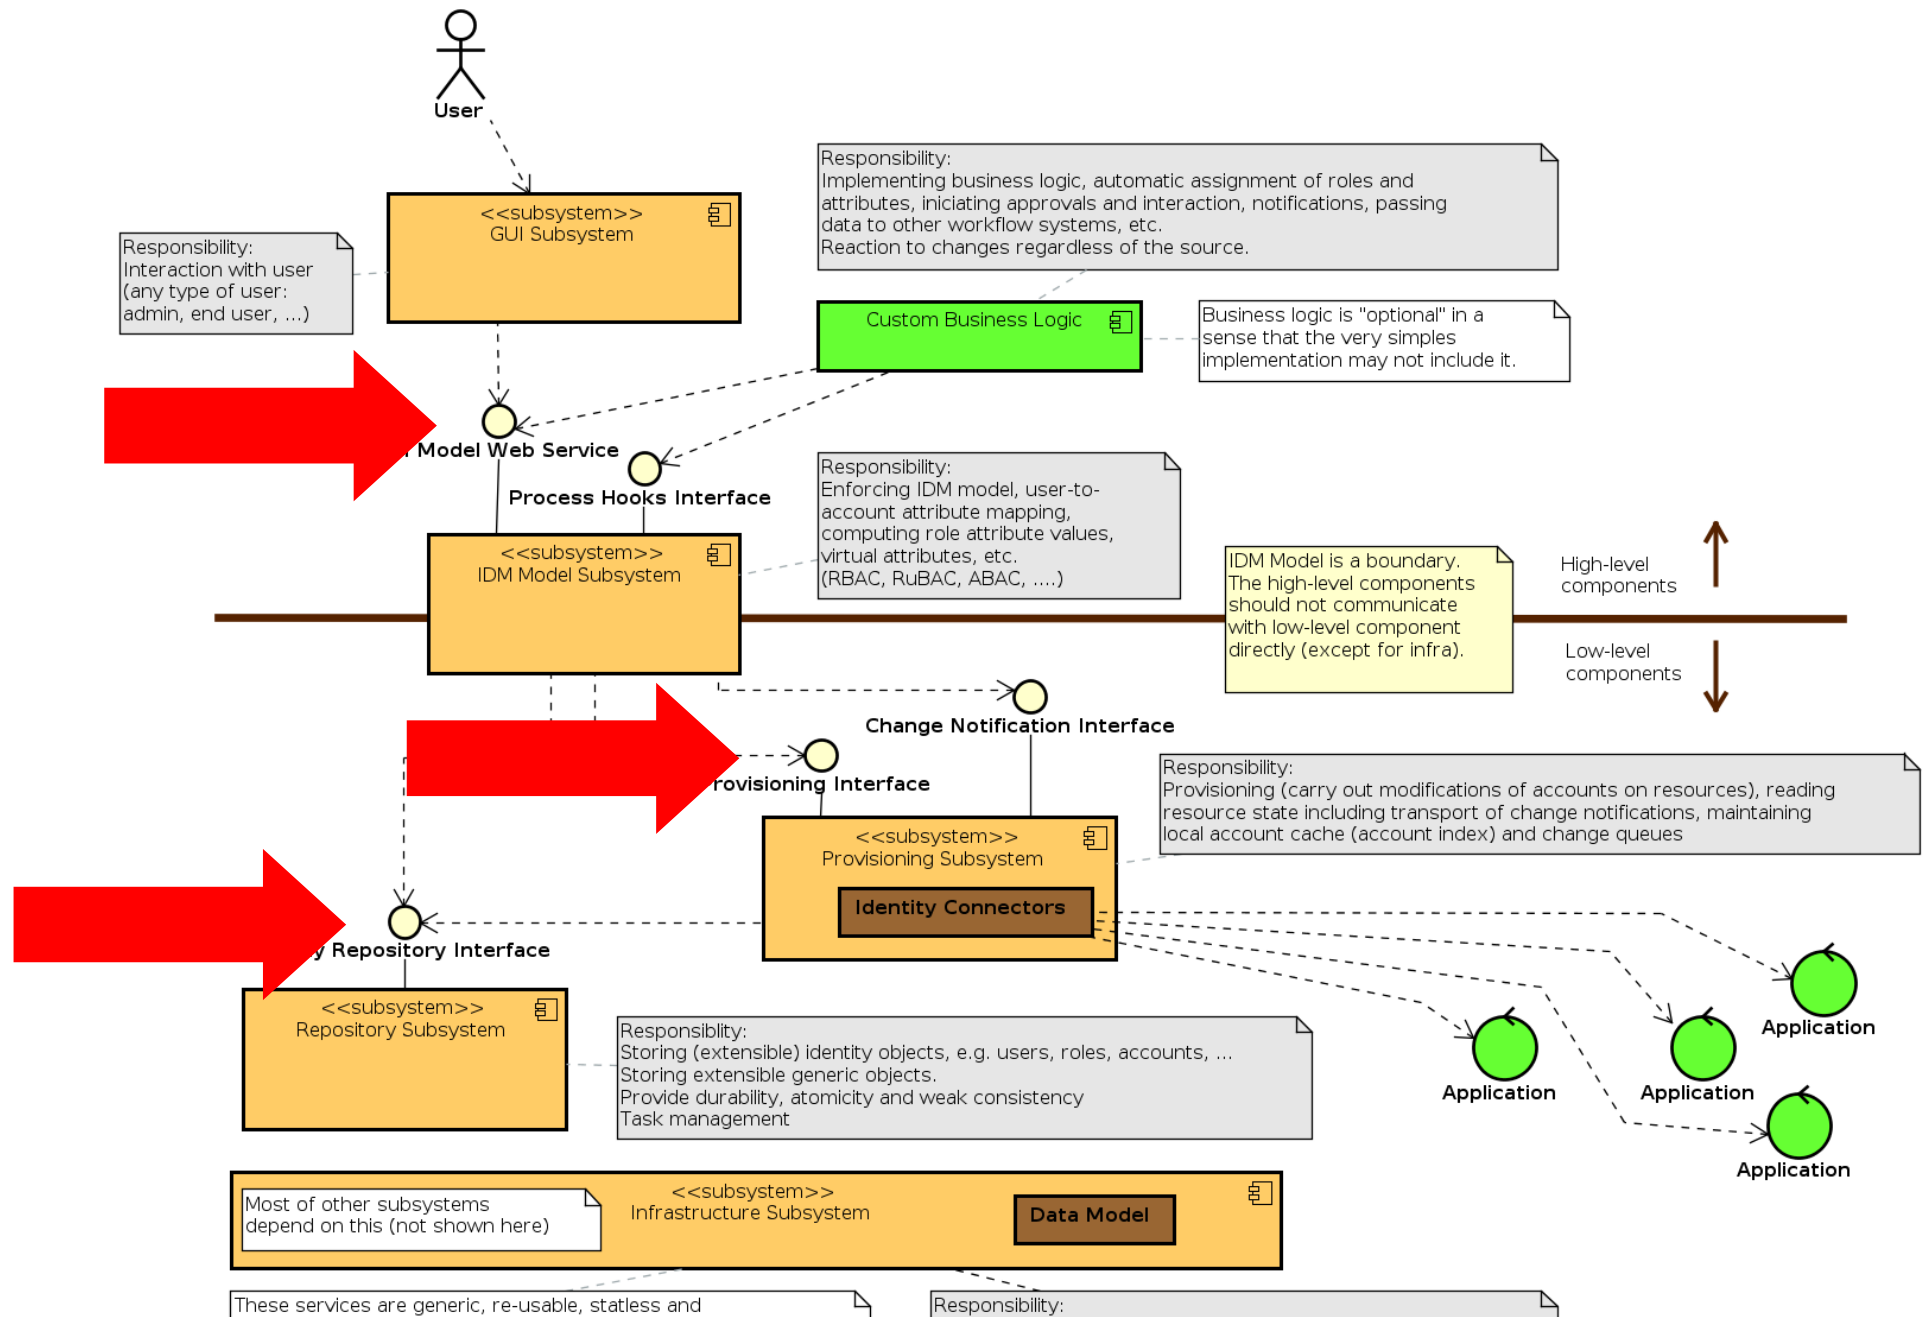 User
<<subsystem>>
GUI Subsystem
Responsibility:
Interaction with user
(any type of user:
admin, end user, ...)
Responsibility:
Implementing business logic, automatic assignment of roles and
attributes, iniciating approvals and interaction, notifications, passing
data to other workflow systems, etc.
Reaction to changes regardless of the source.
Custom Business Logic
Business logic is "optional" in a
sense that the very simples
implementation may not include it.
Model Web Service
Process Hooks Interface
Responsibility:
Enforcing IDM model, user-to-
account attribute mapping,
computing role attribute values,
virtual attributes, etc.
(RBAC, RuBAC, ABAC, ....)
<<subsystem>>
IDM Model Subsystem
IDM Model is a boundary.
The high-level components
should not communicate
with low-level component
directly (except for infra).
High-level
components
Low-level
components
Change Notification Interface
rovisioning Interface
Responsibility:
Provisioning (carry out modifications of accounts on resources), reading
resource state including transport of change notifications, maintaining
local account cache (account index) and change queues
<<subsystem>>
Provisioning Subsystem
Identity Connectors
y Repository Interface
<<subsystem>>
Repository Subsystem
Responsiblity:
Storing (extensible) identity objects, e.g. users, roles, accounts, ...
Storing extensible generic objects.
Provide durability, atomicity and weak consistency
Task management
Application
Application
Application
Application
<<subsystem>>
Infrastructure Subsystem
Most of other subsystems
depend on this (not shown here)
Data Model
These services are generic, re-usable, statless and
Responsibility: